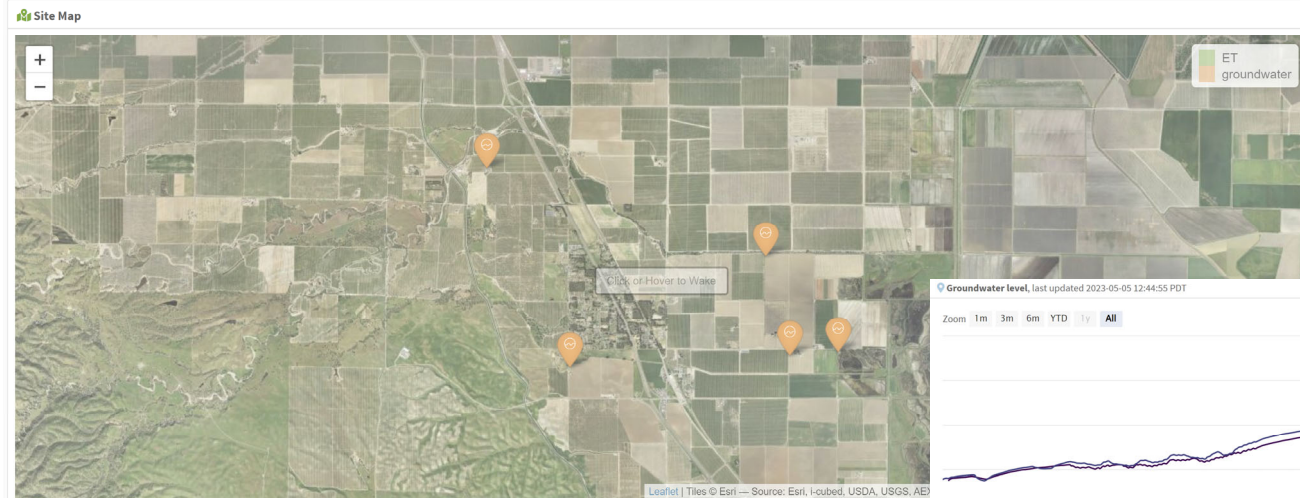 Site Map
+
−
ET
groundwater
Click or Hover to Wake
Groundwater level, last updated 2023-05-05 12:44:55 PDT
Zoom 1m 3m 6m YTD 1y All
Leaflet | Tiles © Esri — Source: Esri, i-cubed, USDA, USGS, AEX